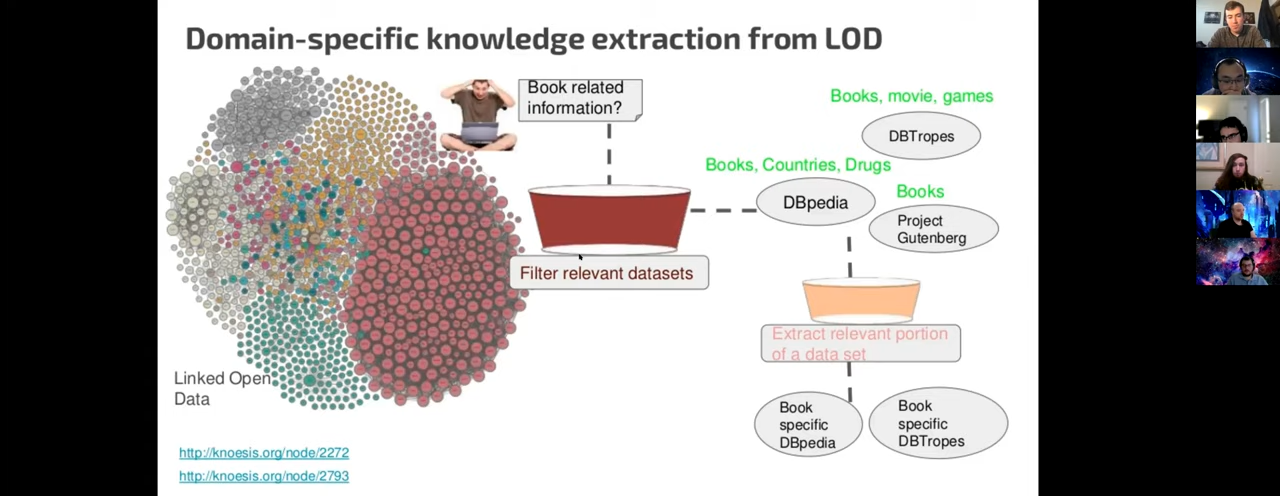 Domain-specific knowledge extraction from LOD
Book related
information?
Books, movie, games
DBTropes
Books, Countries, Drugs
DBpedia
Books
Project
Gutenberg
Filter relevant datasets
Extract relevant portion
of a data set
Linked Open
Data
Book
specific
DBpedia
Book
specific
DBTropes
http://knoesis.org/node/2272
http://knoesis.org/node/2793